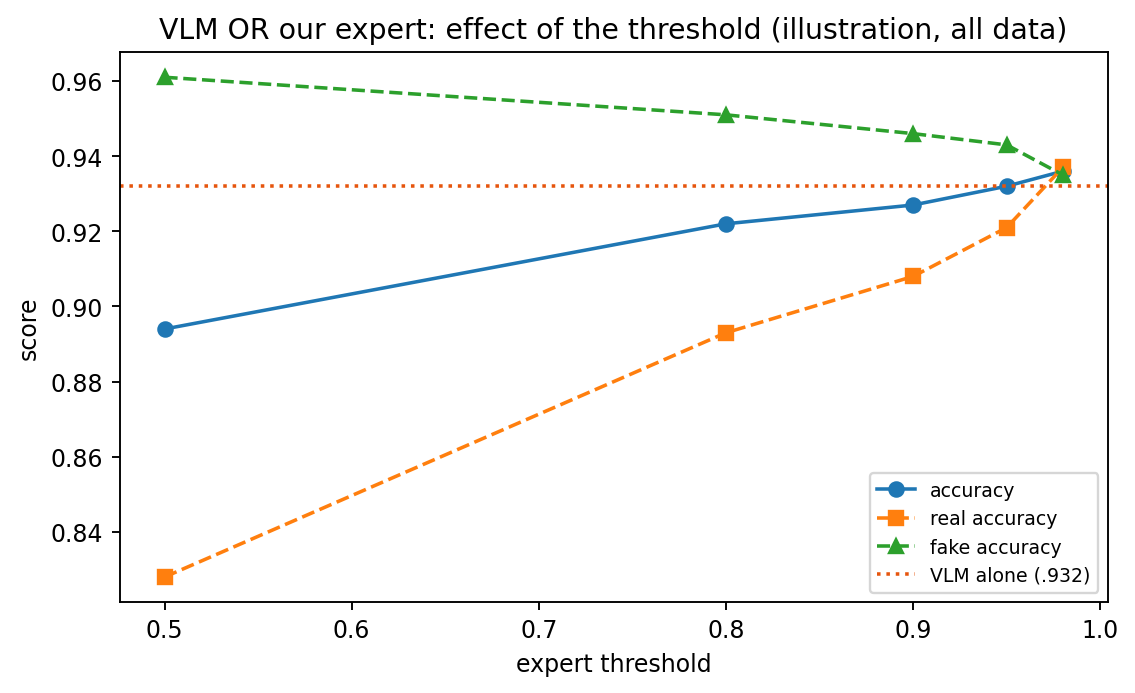 VLM OR our expert: effect of the threshold (illustration, all data)
0.96
0.94
0.92
0.90
0.88
0.86
0.84
score
0.5 0.6 0.7 0.8 0.9 1.0
expert threshold
accuracy
real accuracy
fake accuracy
VLM alone (.932)